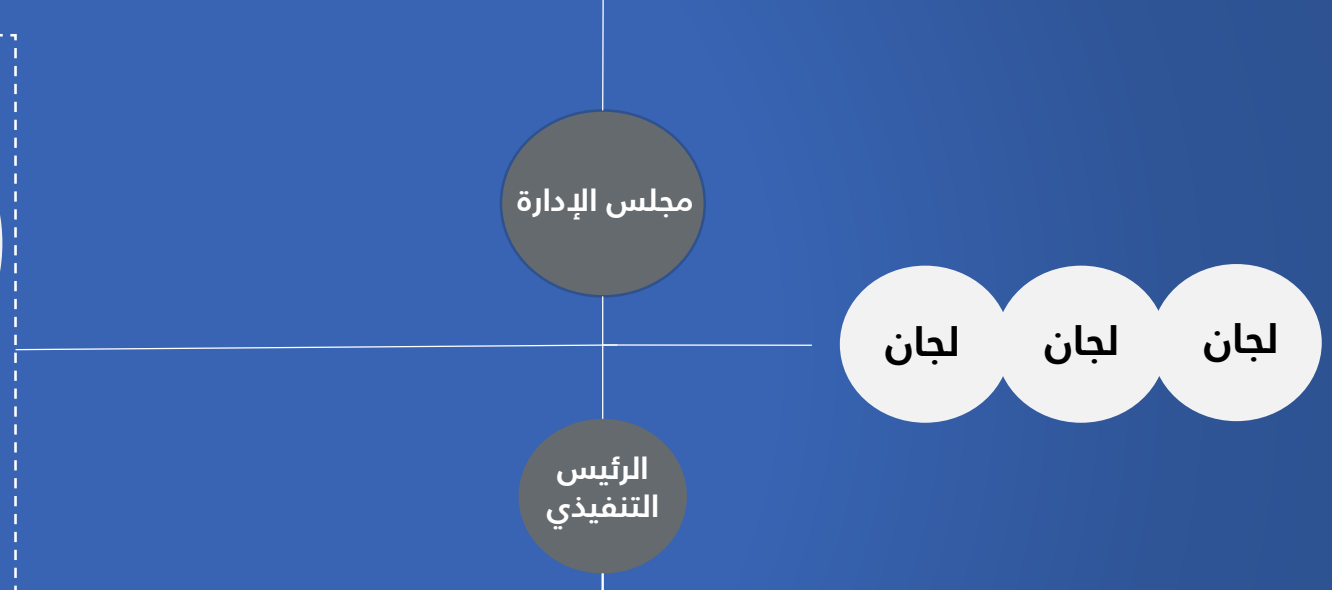 مجلس الإدارة
لجان
لجان
لجان
الرئيس
التنفيذي